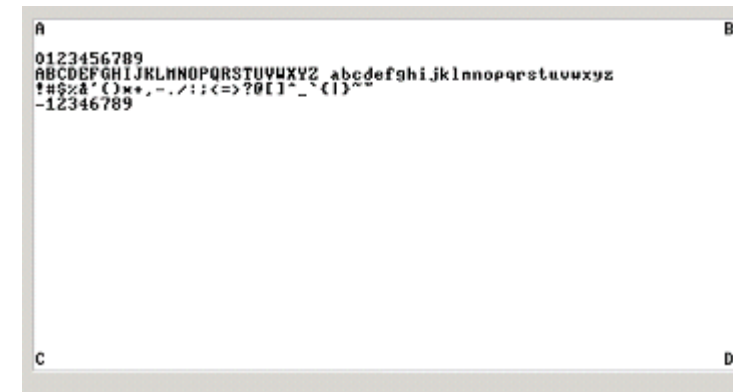 A B
0123456789
ABCDEFGHIJKLMNOPQRSTUVWXYZ abcdefghijklmnopqrstuvwxyz
!#$%&'()*+,-./:;<=>?@[]^_`{|}~~
-12346789
C D